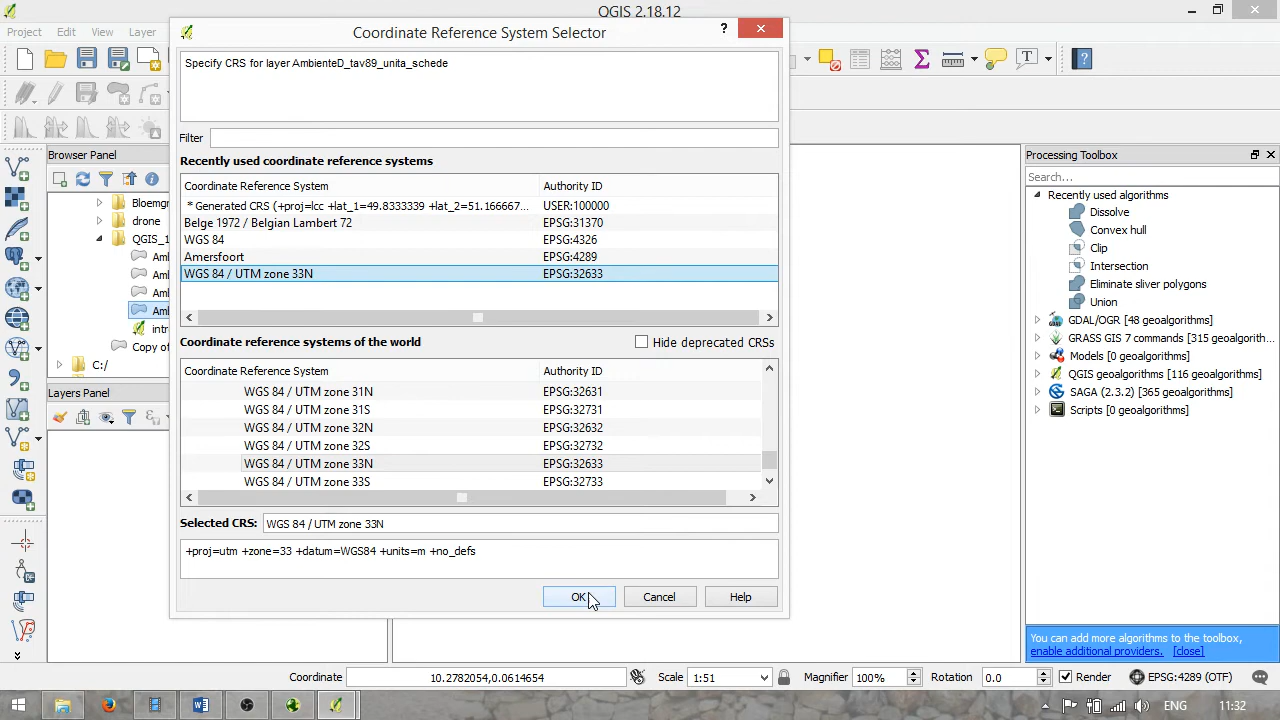 QGIS 2.18.12
Project Edit View Layer
Coordinate Reference System Selector
?
Specify CRS for layer AmbienteD_tav89_unita_schede
Filter
Recently used coordinate reference systems
Coordinate Reference System Authority ID
* Generated CRS (+proj=lcc +lat_1=49.8333339 +lat_2=51.166667... USER:100000
Belge 1972 / Belgian Lambert 72 EPSG:31370
WGS 84 EPSG:4326
Amersfoort EPSG:4289
WGS 84 / UTM zone 33N EPSG:32633
Coordinate reference systems of the world
Hide deprecated CRSs
Coordinate Reference System Authority ID
WGS 84 / UTM zone 31N EPSG:32631
WGS 84 / UTM zone 31S EPSG:32731
WGS 84 / UTM zone 32N EPSG:32632
WGS 84 / UTM zone 32S EPSG:32732
WGS 84 / UTM zone 33N EPSG:32633
WGS 84 / UTM zone 33S EPSG:32733
Selected CRS: WGS 84 / UTM zone 33N
+proj=utm +zone=33 +datum=WGS84 +units=m +no_defs
OK Cancel Help
Browser Panel
Bloemg
drone
QGIS_1
Aml
Aml
Aml
Aml
intr
Copy of
C:/
Layers Panel
Processing Toolbox
Search...
Recently used algorithms
Dissolve
Convex hull
Clip
Intersection
Eliminate sliver polygons
Union
GDAL/OGR [48 geoalgorithms]
GRASS GIS 7 commands [315 geoalgorith...
Models [0 geoalgorithms]
QGIS geoalgorithms [116 geoalgorithms]
SAGA (2.3.2) [365 geoalgorithms]
Scripts [0 geoalgorithms]
You can add more algorithms to the toolbox,
enable additional providers. [close]
Coordinate 10.2782054,0.0614654 Scale 1:51 Magnifier 100% Rotation 0.0 Render EPSG:4289 (OTF)
ENG 11:32